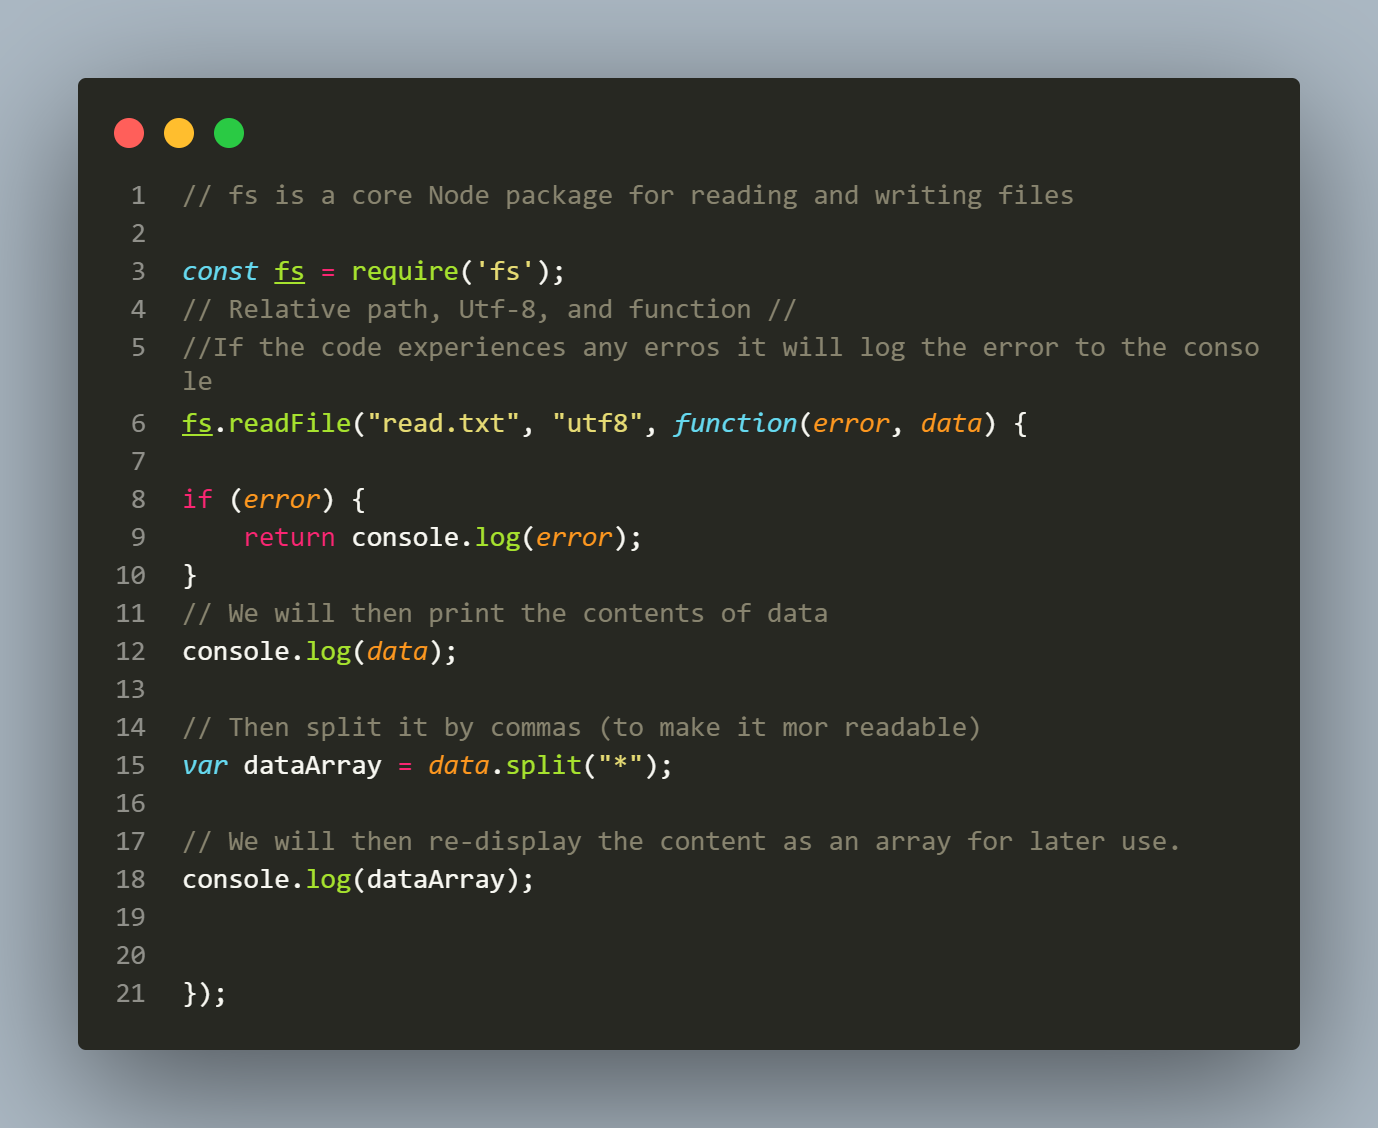 1 // fs is a core Node package for reading and writing files
2
3 const fs = require('fs');
4 // Relative path, Utf-8, and function //
5 //If the code experiences any erros it will log the error to the conso
le
6 fs.readFile("read.txt", "utf8", function(error, data) {
7
8 if (error) {
9     return console.log(error);
10 }
11 // We will then print the contents of data
12 console.log(data);
13
14 // Then split it by commas (to make it mor readable)
15 var dataArray = data.split("*");
16
17 // We will then re-display the content as an array for later use.
18 console.log(dataArray);
19
20
21 });